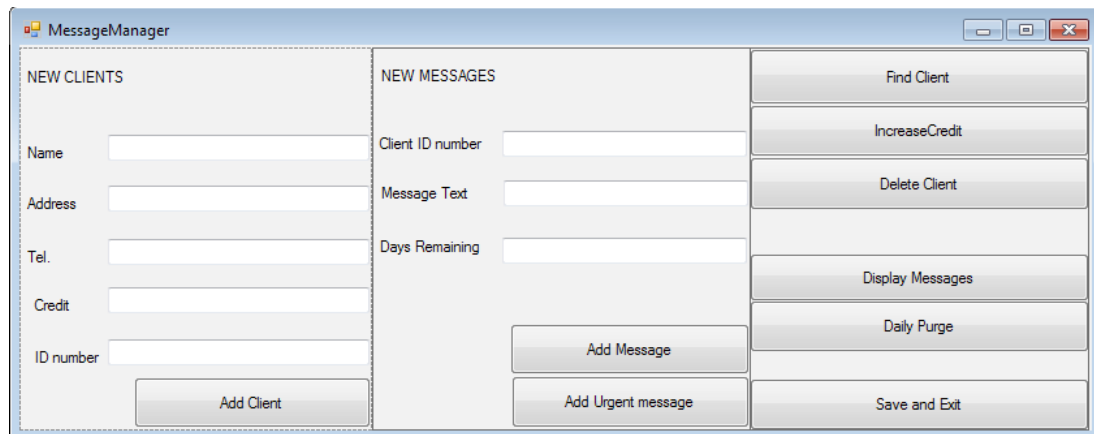 MessageManager
NEW CLIENTS
Name
Address
Tel.
Credit
ID number
Add Client
NEW MESSAGES
Client ID number
Message Text
Days Remaining
Add Message
Add Urgent message
Find Client
IncreaseCredit
Delete Client
Display Messages
Daily Purge
Save and Exit